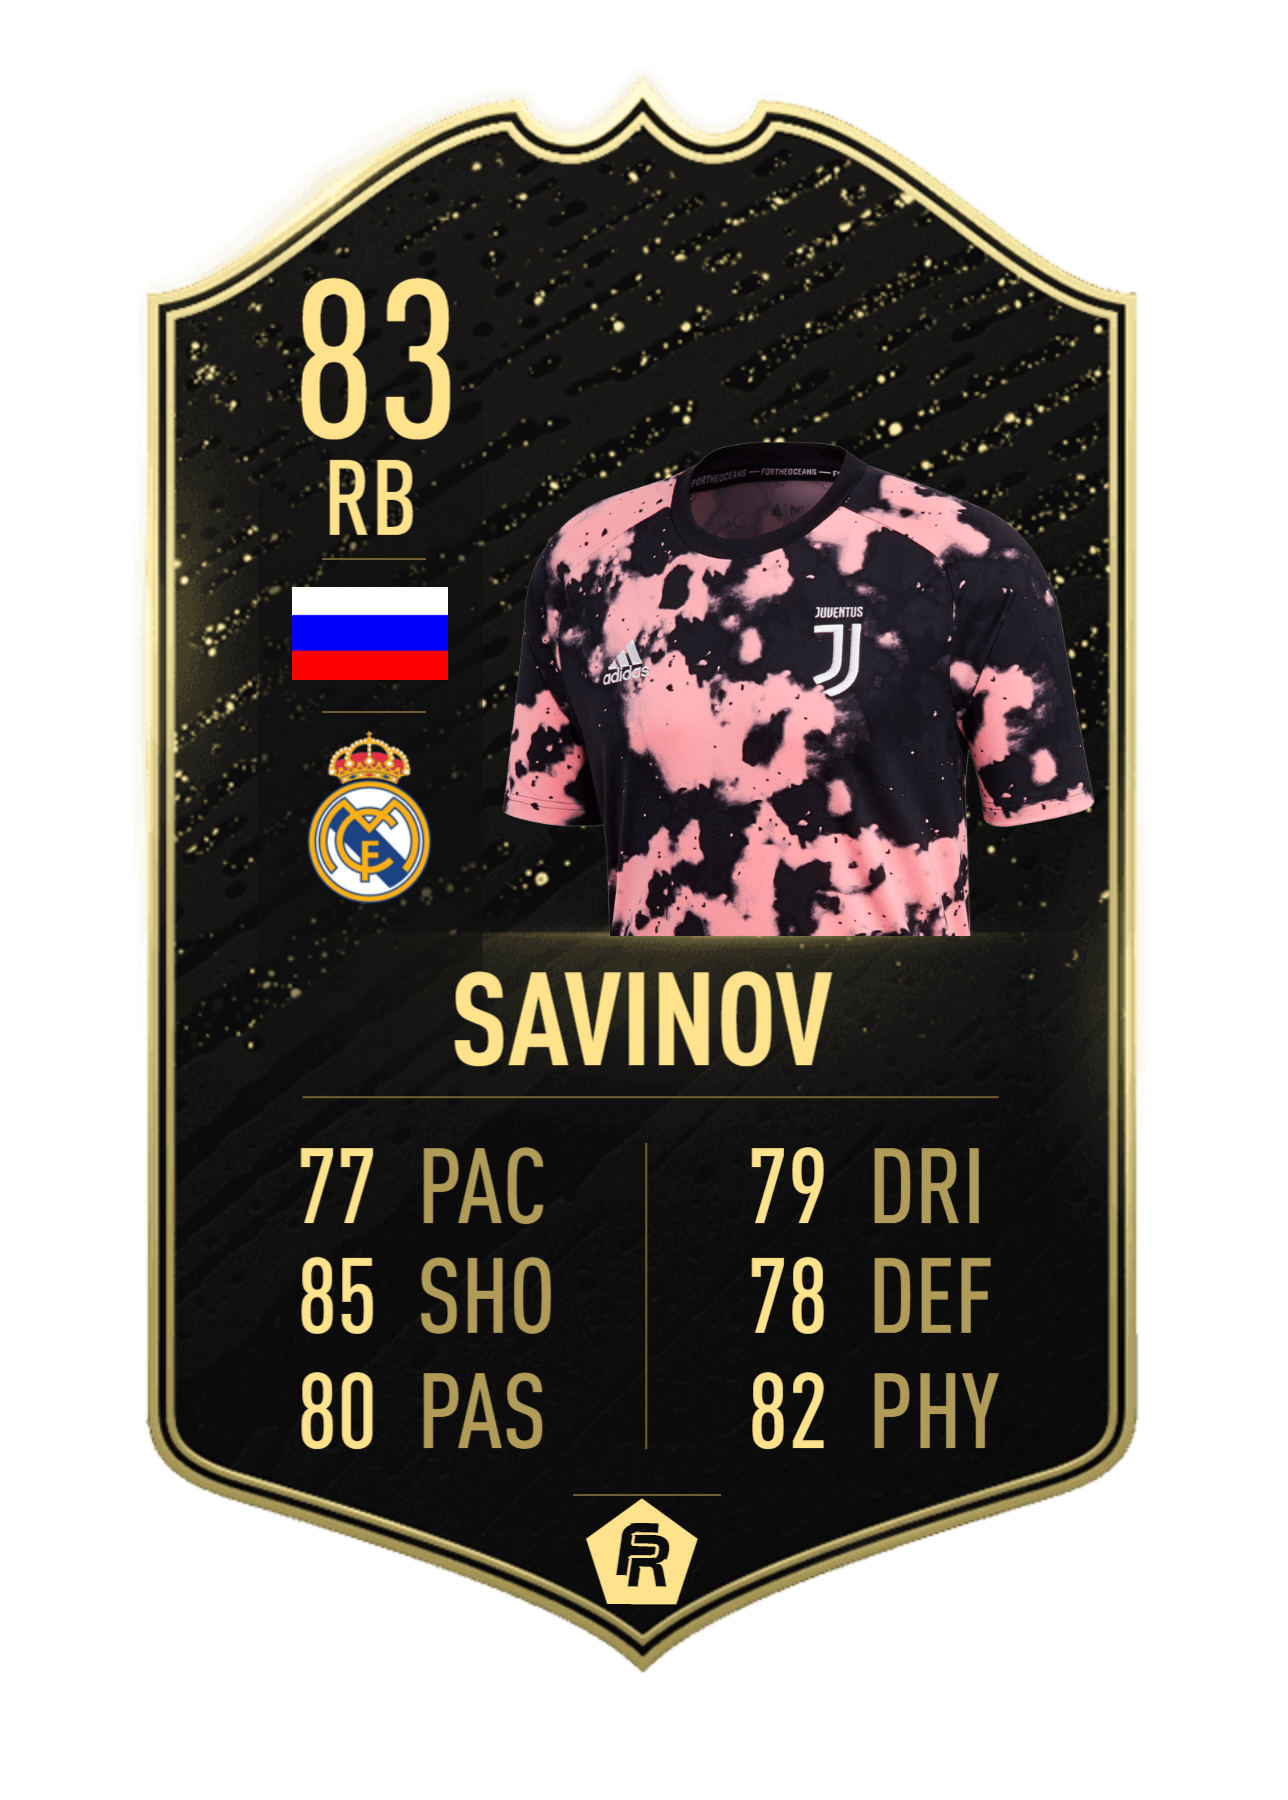 83
RB
FORTHEOCEANS — FORTHEOCEANS — F
JUVENTUS
adidas
SAVINOV
77 PAC 79 DRI
85 SHO 78 DEF
80 PAS 82 PHY